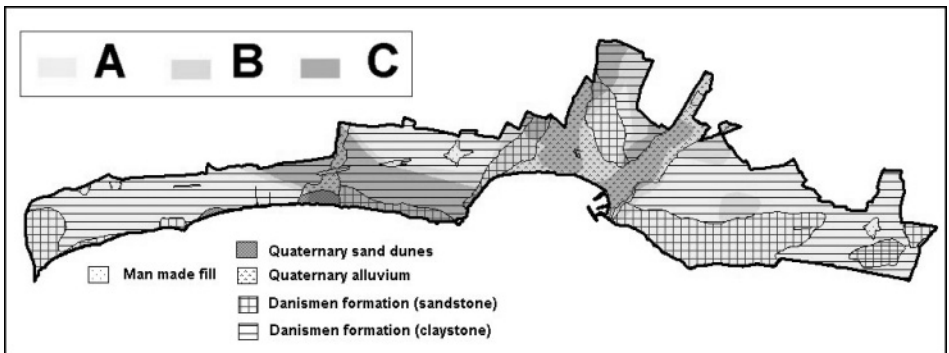 A B C
Quaternary sand dunes
Man made fill
Quaternary alluvium
Danismen formation (sandstone)
Danismen formation (claystone)